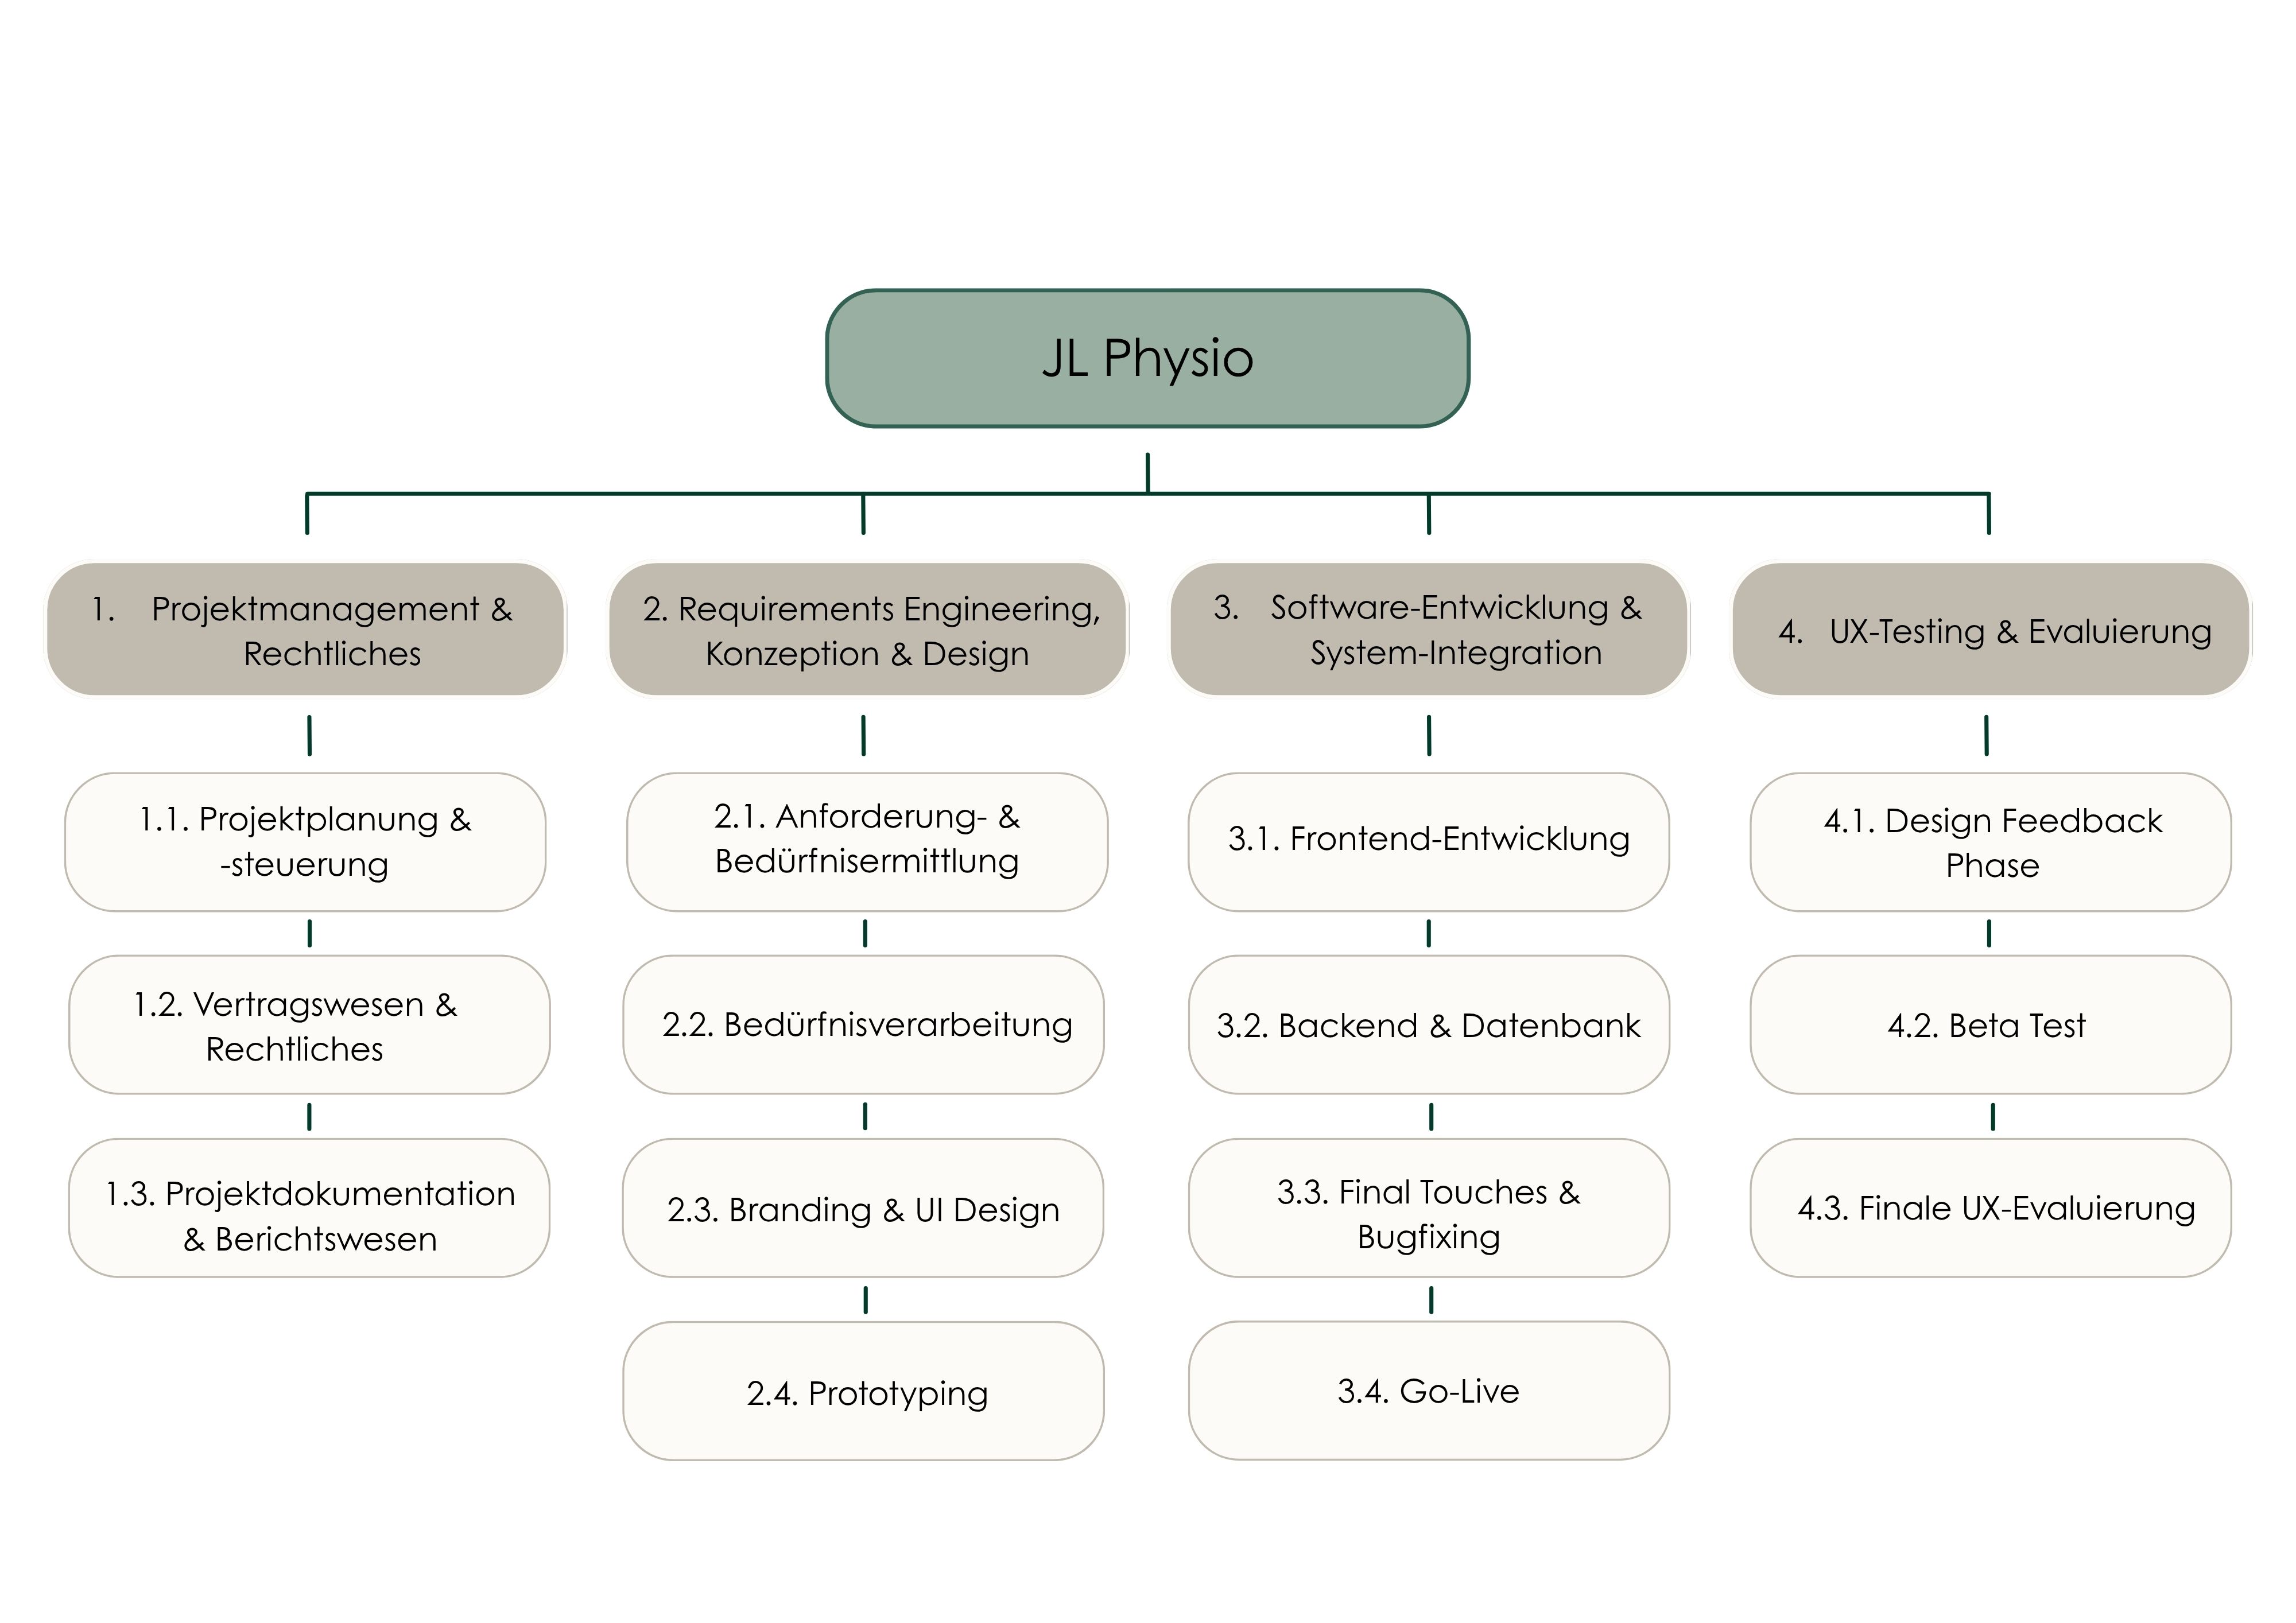 JL Physio
1. Projektmanagement &
Rechtliches
2. Requirements Engineering,
Konzeption & Design
3. Software-Entwicklung &
System-Integration
4. UX-Testing & Evaluierung
1.1. Projektplanung &
-steuerung
2.1. Anforderung- &
Bedürfnisermittlung
3.1. Frontend-Entwicklung
4.1. Design Feedback
Phase
1.2. Vertragswesen &
Rechtliches
2.2. Bedürfnisverarbeitung
3.2. Backend & Datenbank
4.2. Beta Test
1.3. Projektdokumentation
& Berichtswesen
2.3. Branding & UI Design
3.3. Final Touches &
Bugfixing
4.3. Finale UX-Evaluierung
2.4. Prototyping
3.4. Go-Live